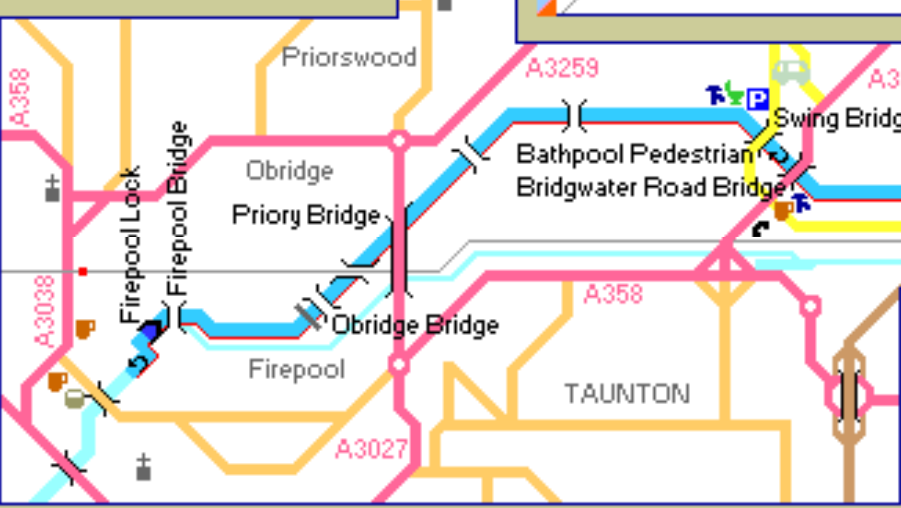 Priorswood
A3259
A358
P
A3
Swing Bridg
Obridge
Bathpool Pedestrian
Bridgwater Road Bridge
Firepool Lock
Firepool Bridge
Priory Bridge
A3038
A358
Obridge Bridge
Firepool
TAUNTON
A3027